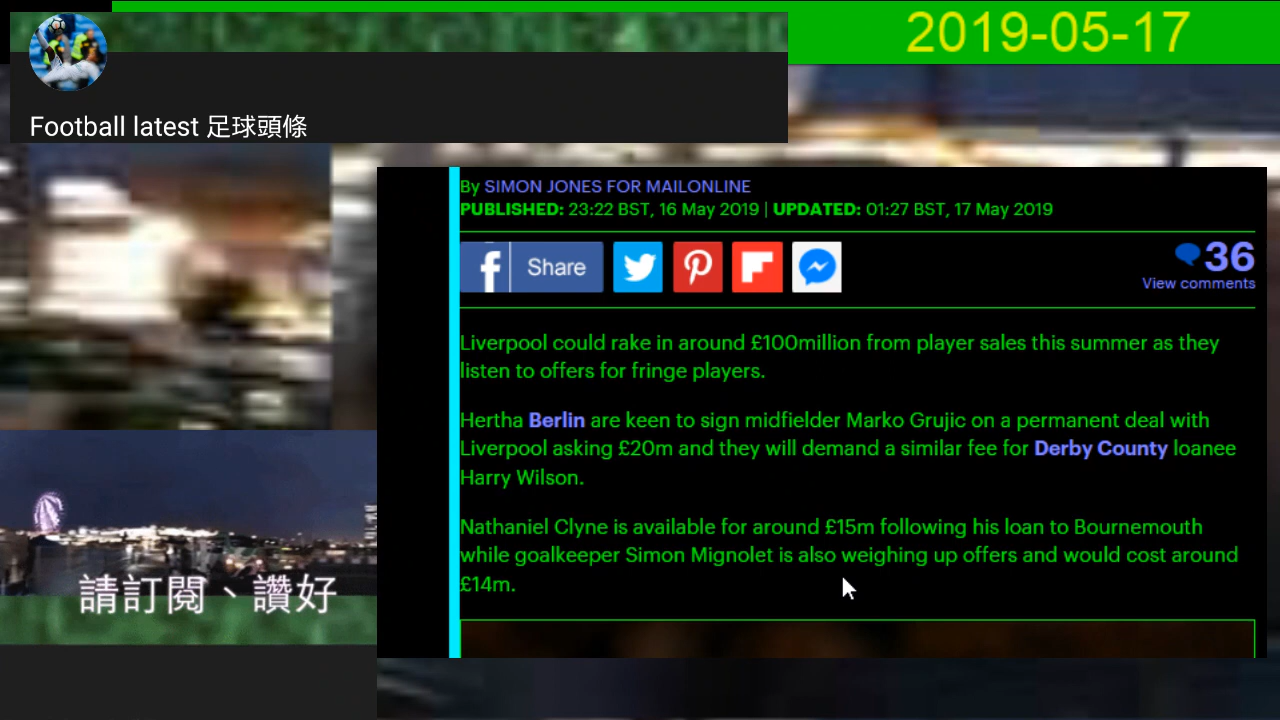 2019-05-17
Football latest 足球頭條
By SIMON JONES FOR MAILONLINE
PUBLISHED: 23:22 BST, 16 May 2019 | UPDATED: 01:27 BST, 17 May 2019
Share
36
View comments
Liverpool could rake in around £100million from player sales this summer as they
listen to offers for fringe players.
Hertha Berlin are keen to sign midfielder Marko Grujic on a permanent deal with
Liverpool asking £20m and they will demand a similar fee for Derby County loanee
Harry Wilson.
Nathaniel Clyne is available for around £15m following his loan to Bournemouth
while goalkeeper Simon Mignolet is also weighing up offers and would cost around
£14m.
請訂閱、讚好